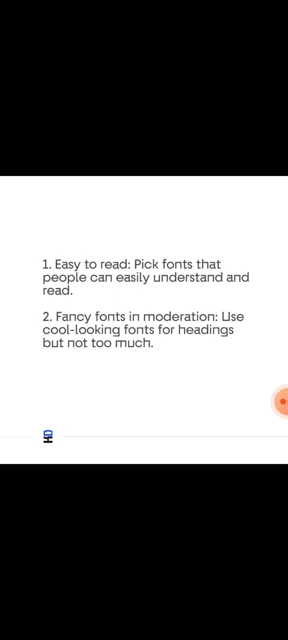 1. Easy to read: Pick fonts that
people can easily understand and
read.
2. Fancy fonts in moderation: Use
cool-looking fonts for headings
but not too much.